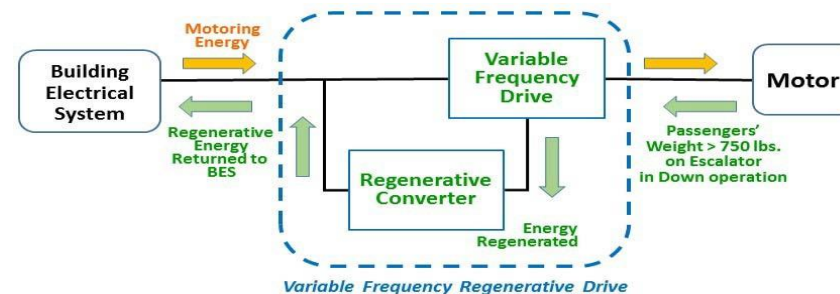 Motoring
Energy
Building
Electrical
System
Regenerative
Energy
Returned to
BES
Variable
Frequency
Drive
Regenerative
Converter
Energy
Regenerated
Motor
Passengers'
Weight > 750 lbs.
on Escalator
in Down operation
Variable Frequency Regenerative Drive